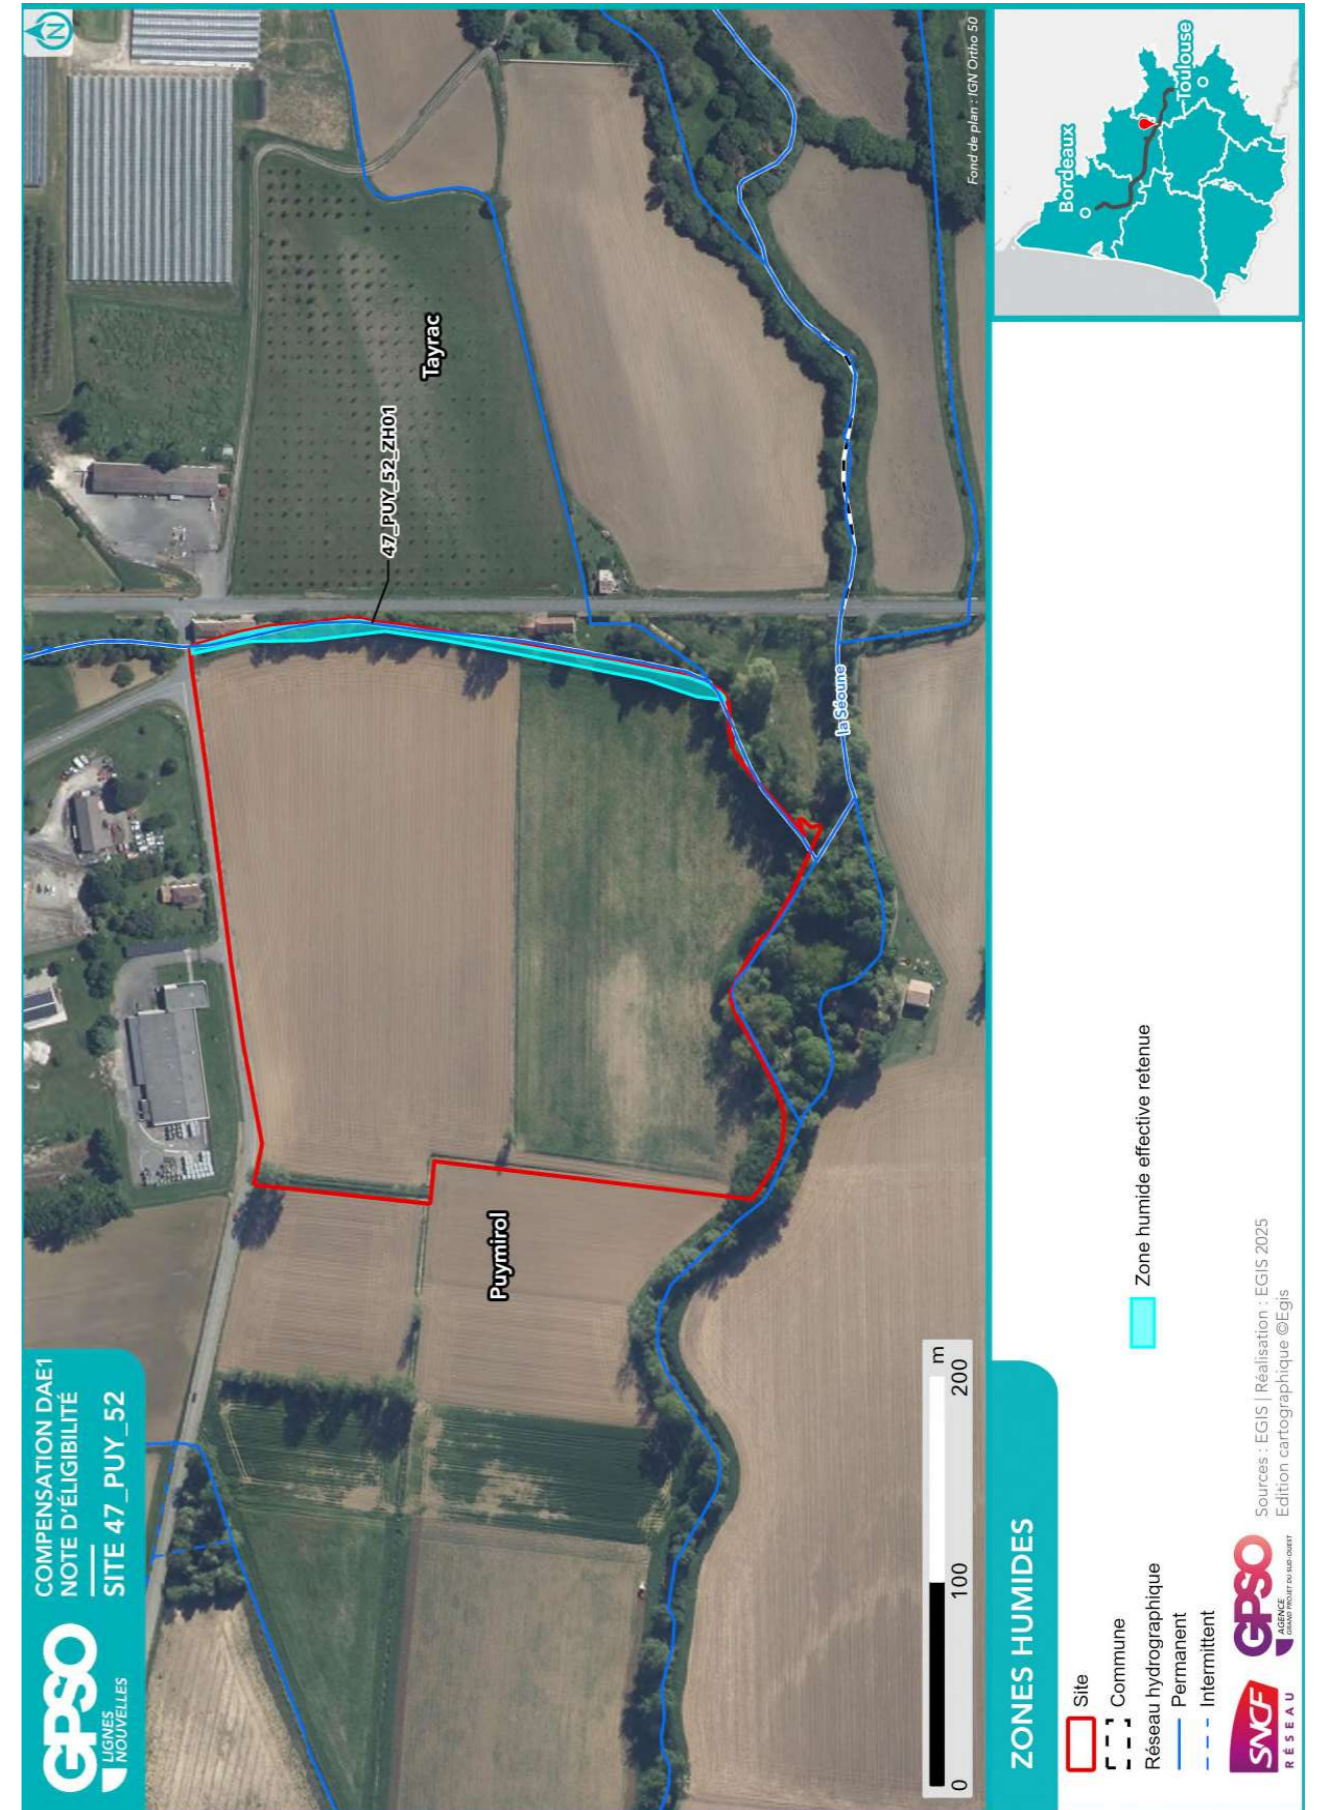 GPSO
LIGNES
NOUVELLES
COMPENSATION DAE1
NOTE D'ÉLIGIBILITÉ
SITE 47_PUY_52
N
Puymirol
Tayrac
47_PUY_52_ZH01
la Séoune
0 100 200 m
Fond de plan : IGN Ortho 50
ZONES HUMIDES
Site
Commune
Réseau hydrographique
Permanent
Intermittent
Zone humide effective retenue
SNCF
RÉSEAU
GPSO
AGENCE
GRAND PROJET DU SUD-OUEST
Sources : EGIS | Réalisation : EGIS 2025
Edition cartographique ©Egis
Bordeaux
Toulouse